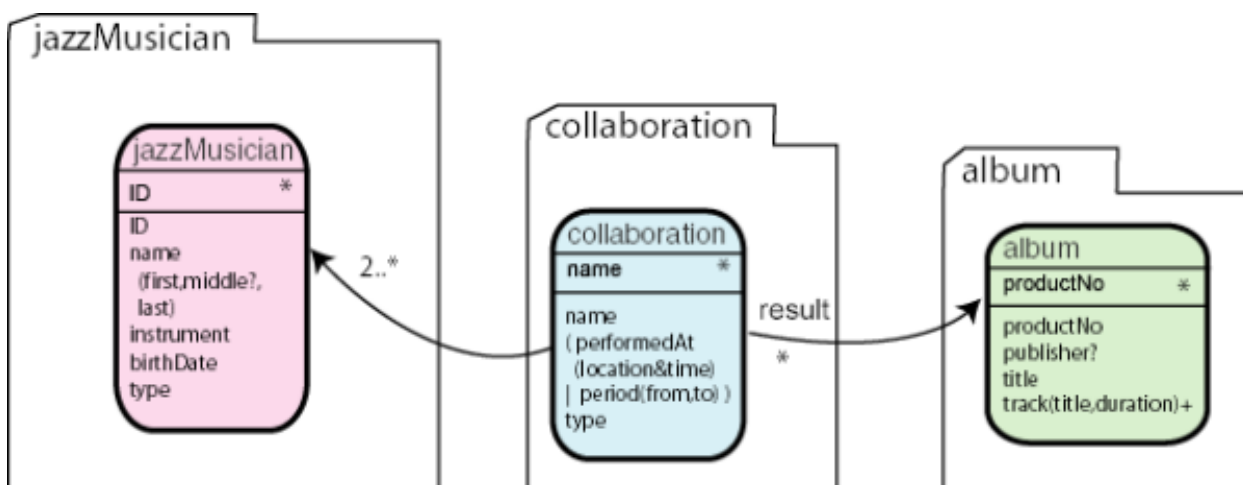 jazzMusician
jazzMusician
ID *
ID
name
(first,middle?,
last)
instrument
birthDate
type
2..*
collaboration
collaboration
name *
name
( performedAt
(location&time)
| period(from,to) )
type
result
*
album
album
productNo *
productNo
publisher?
title
track(title,duration)+